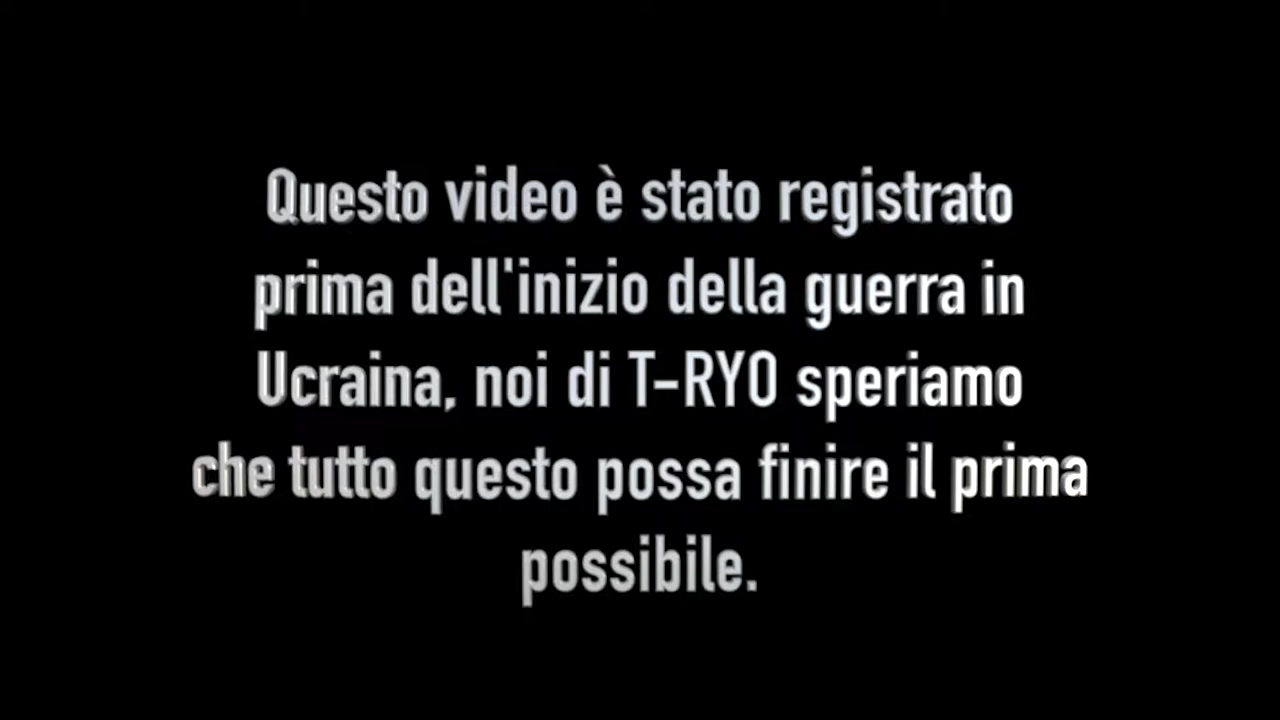 Questo video è stato registrato
prima dell'inizio della guerra in
Ucraina, noi di T-RYO speriamo
che tutto questo possa finire il prima
possibile.